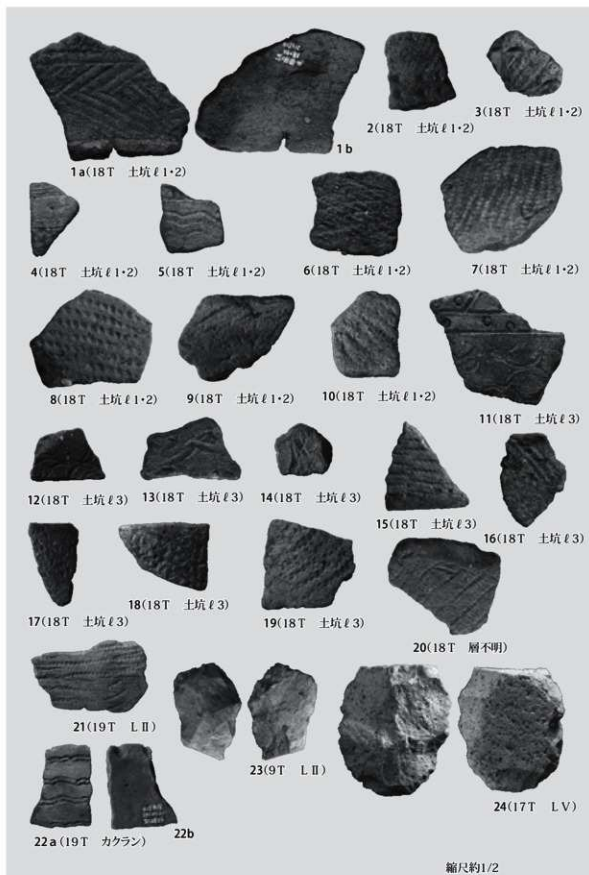 1a(18T 土坑ℓ1・2)
1b
2(18T 土坑ℓ1・2)
3(18T 土坑ℓ1・2)
4(18T 土坑ℓ1・2)
5(18T 土坑ℓ1・2)
6(18T 土坑ℓ1・2)
7(18T 土坑ℓ1・2)
8(18T 土坑ℓ1・2)
9(18T 土坑ℓ1・2)
10(18T 土坑ℓ1・2)
11(18T 土坑ℓ3)
12(18T 土坑ℓ3)
13(18T 土坑ℓ3)
14(18T 土坑ℓ3)
15(18T 土坑ℓ3)
16(18T 土坑ℓ3)
17(18T 土坑ℓ3)
18(18T 土坑ℓ3)
19(18T 土坑ℓ3)
20(18T 層不明)
21(19T LⅡ)
22a(19T カクラン)
22b
23(9T LⅡ)
24(17T LⅤ)
縮尺約1/2